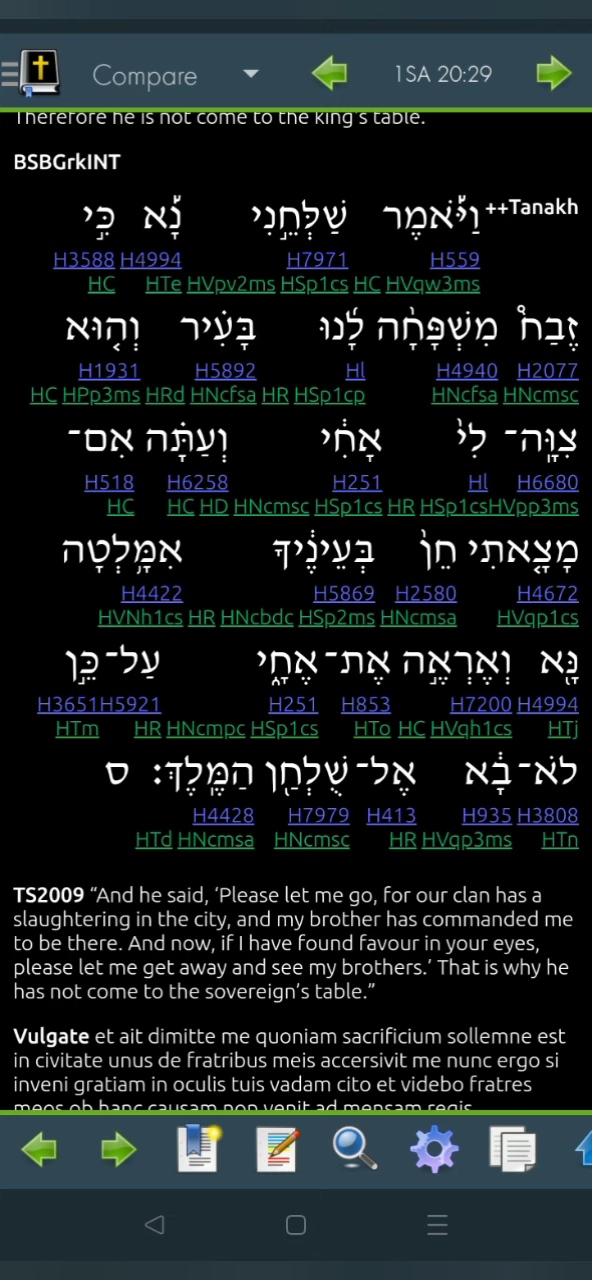 Compare 1SA 20:29
Therefore he is not come to the king's table.
BSBGrkINT
++Tanakh וַיֹּ֡אמֶר שַׁלְּחֵ֣נִי נָ֡א כִּ֣י
H3588 H4994 H7971 H559
HC HTe HVpv2ms HSp1cs HC HVqw3ms
זֶבַח֩ מִשְׁפָּחָ֨ה לָ֜נוּ בָּעִ֗יר וְה֤וּא
H1931 H5892 Hl H4940 H2077
HC HPp3ms HRd HNcfsa HR HSp1cp HNcfsa HNcmsc
צִוָּֽה־ לִי֙ אָחִ֔י וְעַתָּ֗ה אִם־
H518 H6258 H251 Hl H6680
HC HC HD HNcmsc HSp1cs HR HSp1csHVpp3ms
מָצָ֤אתִי חֵן֙ בְּעֵינֶ֔יךָ אִמָּ֥לְטָה
H4422 H5869 H2580 H4672
HVNh1cs HR HNcbdc HSp2ms HNcmsa HVqp1cs
נָּ֖א וְאֶרְאֶ֣ה אֶת־אֶחָ֑י עַל־כֵּ֣ן
H3651H5921 H251 H853 H7200 H4994
HTm HR HNcmpc HSp1cs HTo HC HVqh1cs HTj
לֹא־בָ֔א אֶל־שֻׁלְחַ֖ן הַמֶּֽלֶךְ׃ ס
H4428 H7979 H413 H935 H3808
HTd HNcmsa HNcmsc HR HVqp3ms HTn
TS2009 “And he said, ‘Please let me go, for our clan has a
slaughtering in the city, and my brother has commanded me
to be there. And now, if I have found favour in your eyes,
please let me get away and see my brothers.’ That is why he
has not come to the sovereign’s table.”
Vulgate et ait dimitte me quoniam sacrificium sollemne est
in civitate unus de fratribus meis accersivit me nunc ergo si
inveni gratiam in oculis tuis vadam cito et videbo fratres
meos ob hanc causam non venit ad mensam regis